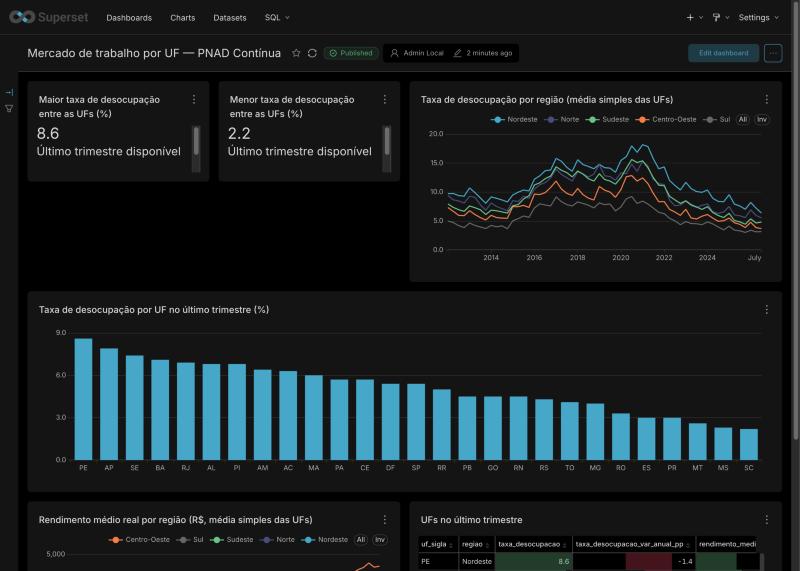 Superset
Dashboards Charts Datasets SQL Settings
Mercado de trabalho por UF — PNAD Contínua Published Admin Local 2 minutes ago Edit dashboard
Maior taxa de desocupação
entre as UFs (%)
8.6
Último trimestre disponível
Menor taxa de desocupação
entre as UFs (%)
2.2
Último trimestre disponível
Taxa de desocupação por região (média simples das UFs)
Nordeste Norte Sudeste Centro-Oeste Sul All Inv
20.0
15.0
10.0
5.0
0.0
2014 2016 2018 2020 2022 2024 July
Taxa de desocupação por UF no último trimestre (%)
9.0
6.0
3.0
0.0
PE AP SE BA RJ AL PI AM AC MA PA CE DF SP RR PB GO RN RS TO MG RO ES PR MT MS SC
Rendimento médio real por região (R$, média simples das UFs)
Centro-Oeste Sul Sudeste Norte Nordeste All Inv
5,000
UFs no último trimestre
uf_sigla regiao taxa_desocupacao taxa_desocupacao_var_anual_pp rendimento_medi
PE Nordeste 8.6 -1.4